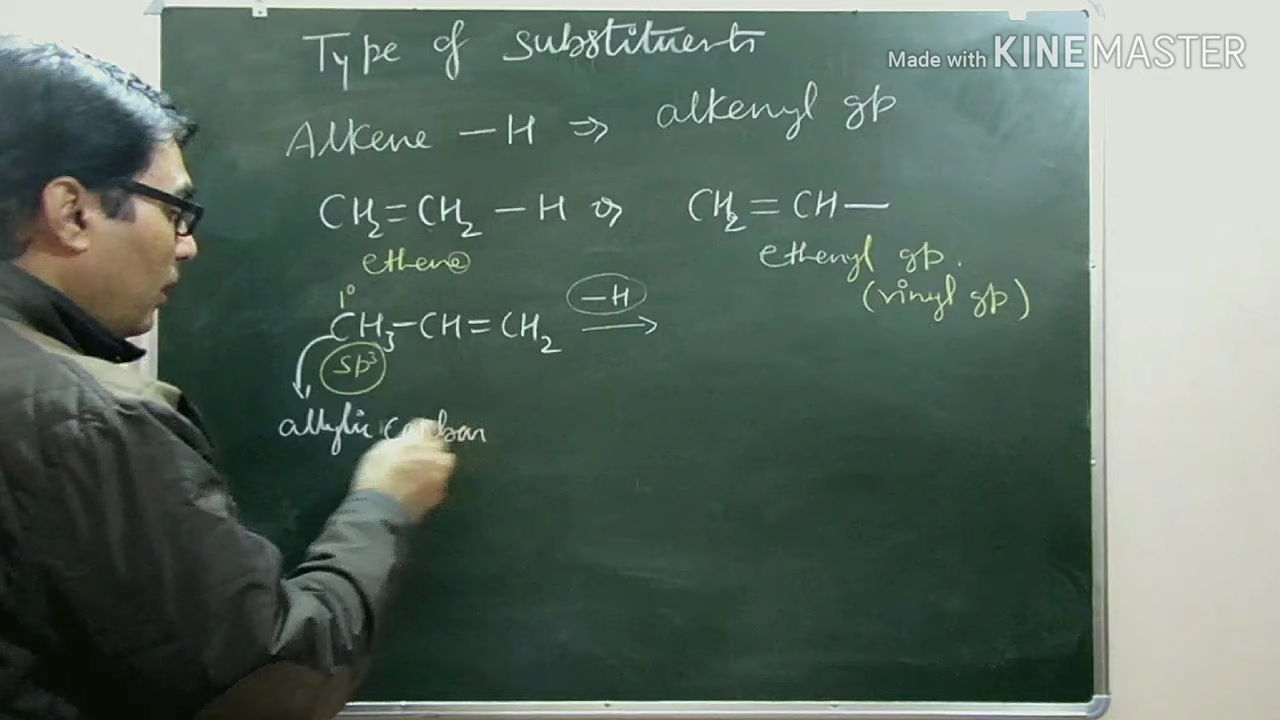 Type of substituents
Made with KINEMASTER
Alkene —H ⇒ alkenyl gp
CH₂=CH₂ —H ⇒ CH₂=CH—
ethene ethenyl gp.
(vinyl gp)
1°
CH₃—CH=CH₂ —H →
sp³
allylic carbon